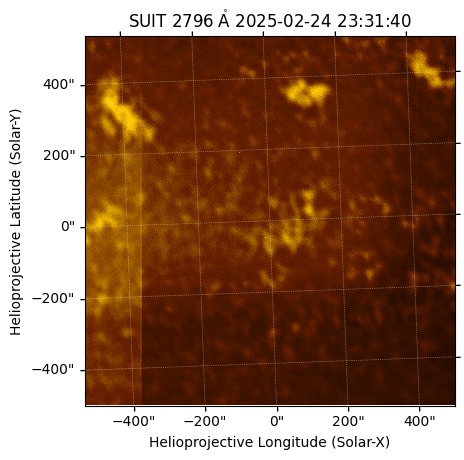 SUIT 2796 Å 2025-02-24 23:31:40
Helioprojective Latitude (Solar-Y)
400"
200"
0"
−200"
−400"
−400" −200" 0" 200" 400"
Helioprojective Longitude (Solar-X)